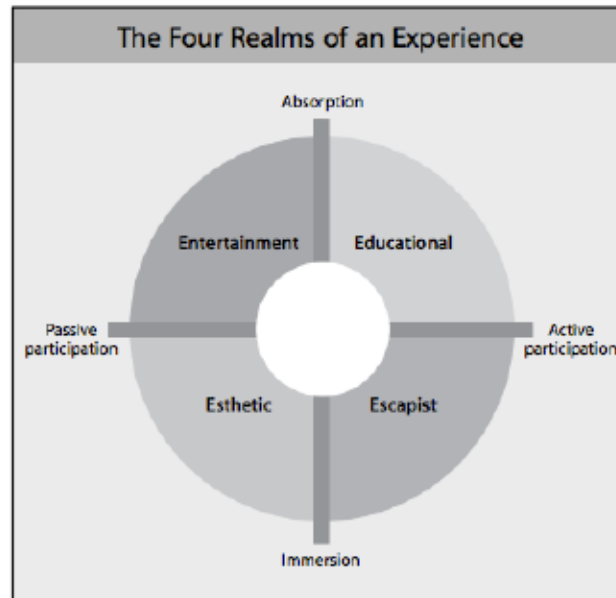 The Four Realms of an Experience
Absorption
Entertainment
Educational
Passive
participation
Active
participation
Esthetic
Escapist
Immersion